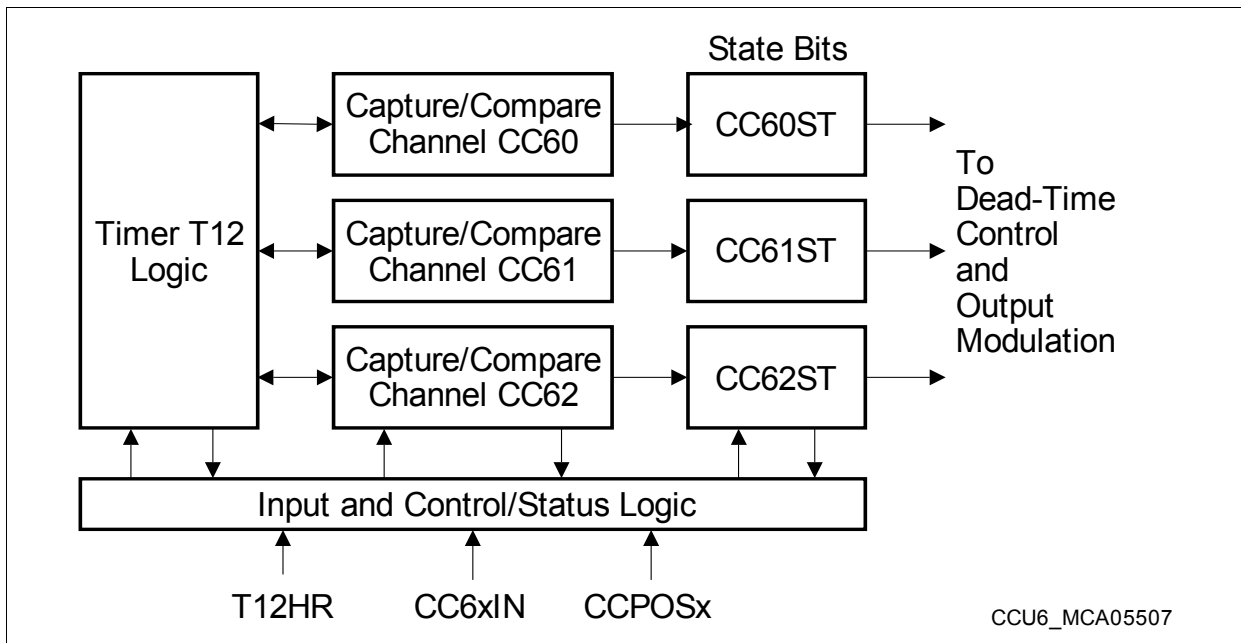 State Bits
Capture/Compare
Channel CC60
CC60ST
Timer T12
Logic
Capture/Compare
Channel CC61
CC61ST
Capture/Compare
Channel CC62
CC62ST
To
Dead-Time
Control
and
Output
Modulation
Input and Control/Status Logic
T12HR
CC6xIN
CCPOSx
CCU6_MCA05507